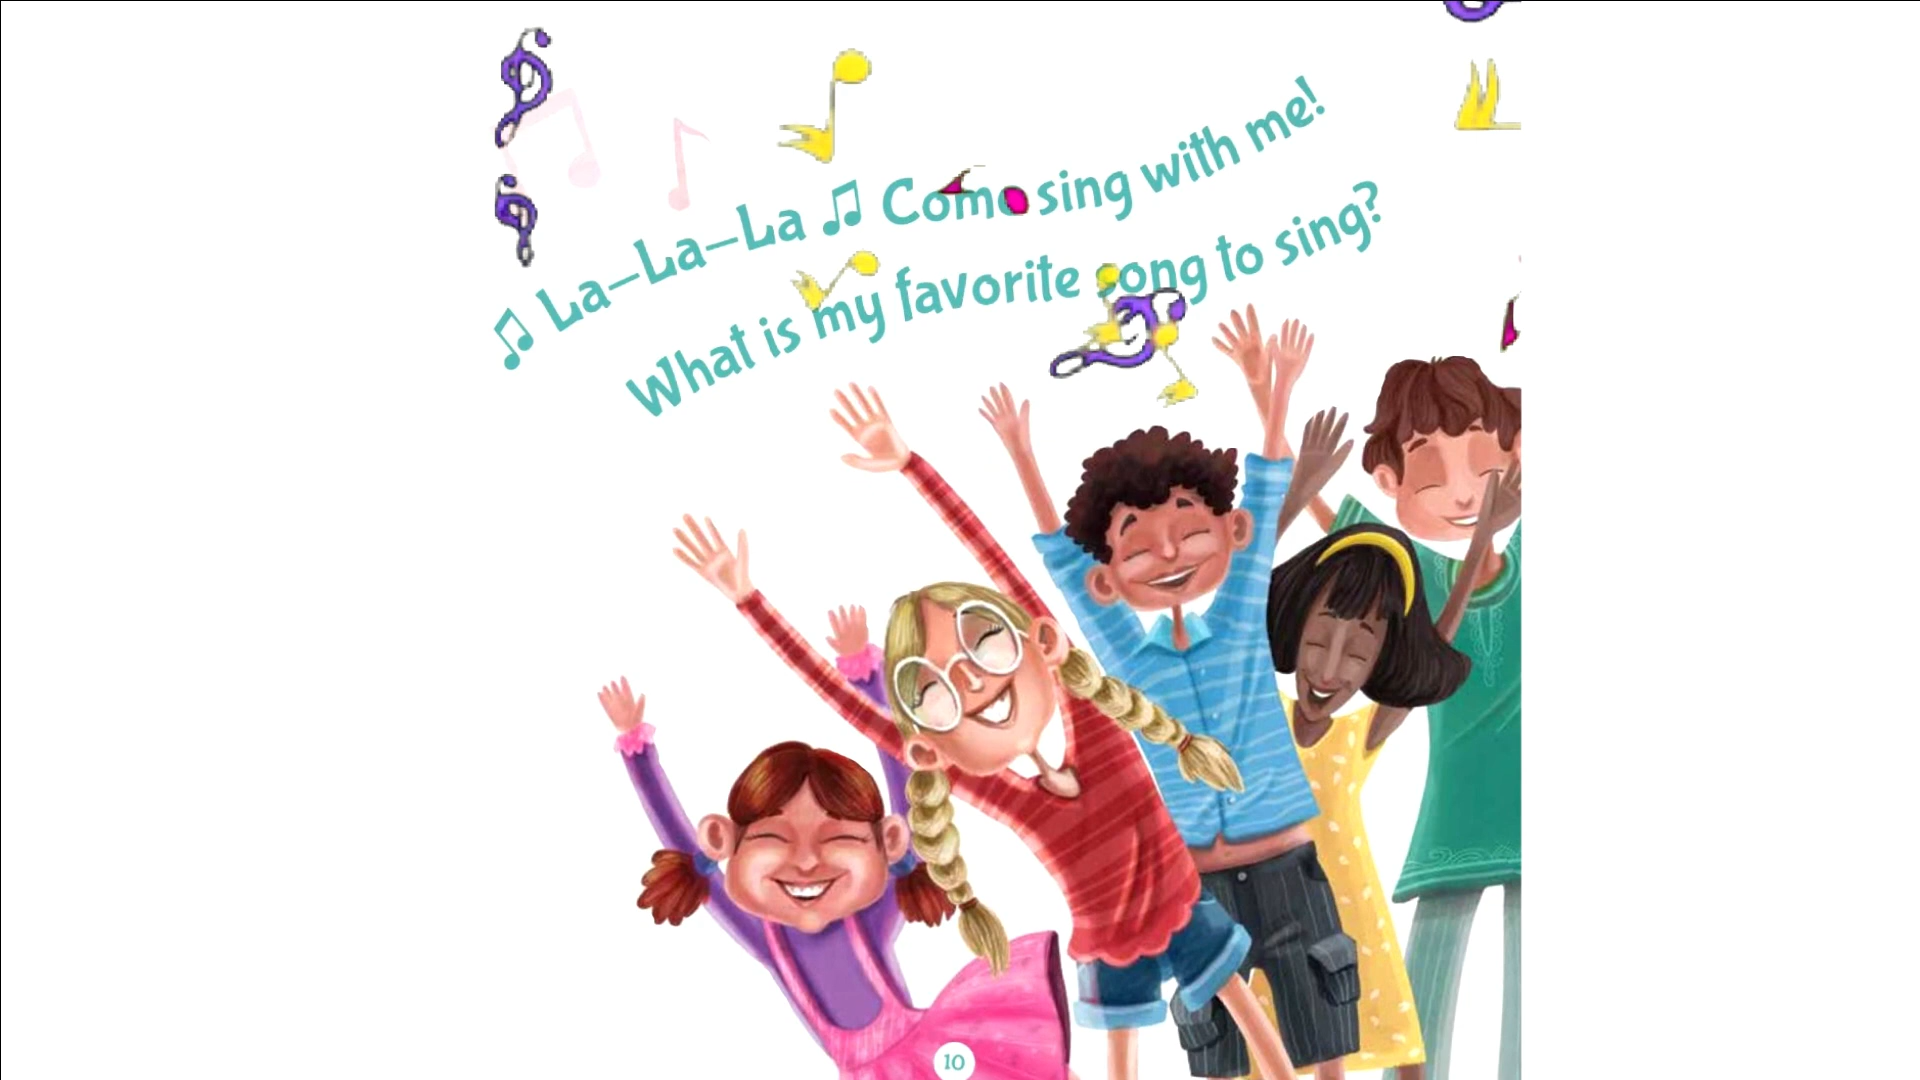 ♫ La–La–La ♫ Come sing with me!
What is my favorite song to sing?
10